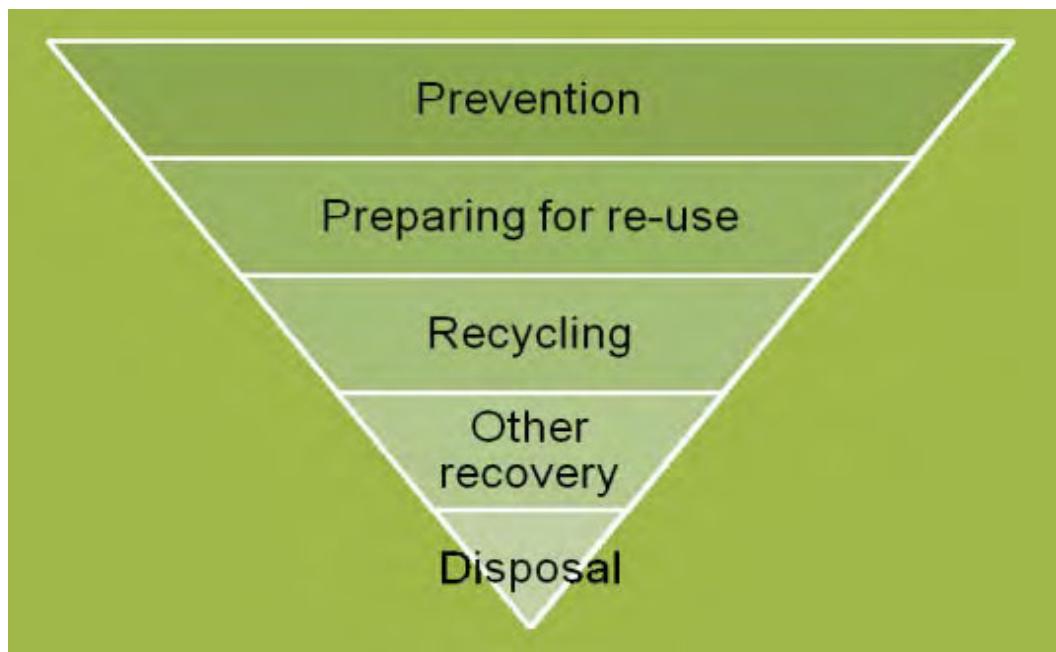 Prevention
Preparing for re-use
Recycling
Other
recovery
Disposal